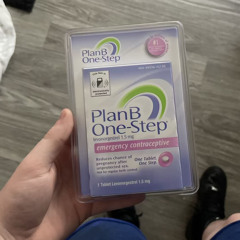 Plan B
One-Step®
Plan B
One-Step®
levonorgestrel 1.5 mg
emergency contraceptive
Reduces chance of
pregnancy after
unprotected sex
One Tablet
One Step
1 Tablet Levonorgestrel 1.5 mg